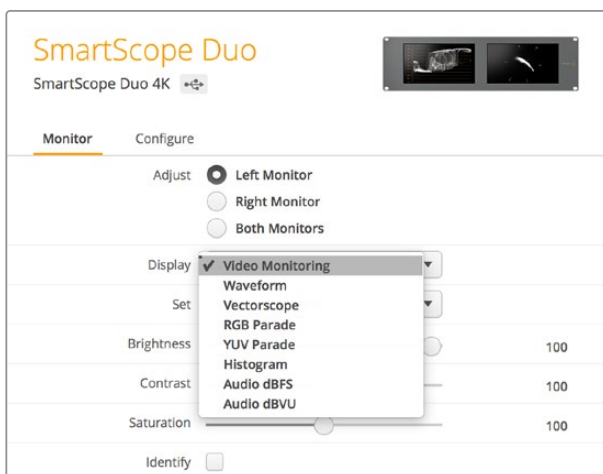 SmartScope Duo
SmartScope Duo 4K
Monitor Configure
Adjust Left Monitor
Right Monitor
Both Monitors
Display ✔ Video Monitoring
Waveform
Set Vectorscope
RGB Parade
Brightness YUV Parade 100
Histogram
Contrast Audio dBFS 100
Audio dBVU
Saturation 100
Identify